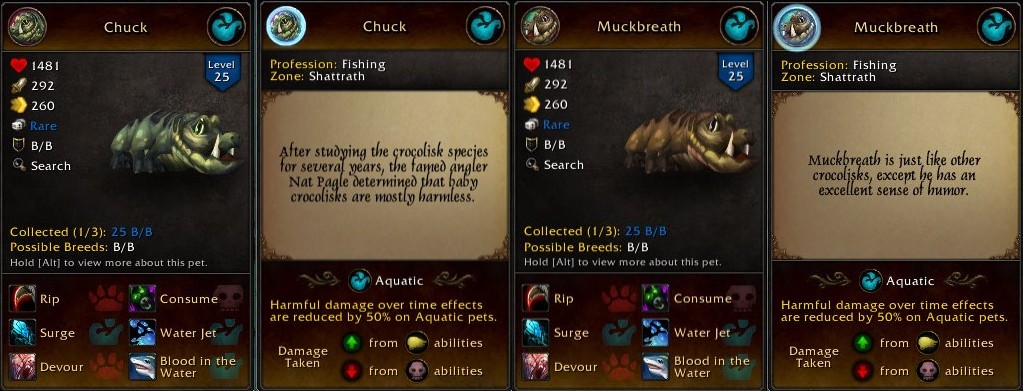 Chuck
1481
Level
25
292
260
Rare
B/B
Search
Collected (1/3): 25 B/B
Possible Breeds: B/B
Hold [Alt] to view more about this pet.
Rip
Consume
Surge
Water Jet
Devour
Blood in the
Water
Chuck
Profession: Fishing
Zone: Shattrath
After studying the crocolisk species
for several years, the famed angler
Nat Pagle determined that baby
crocolisks are mostly harmless.
Aquatic
Harmful damage over time effects
are reduced by 50% on Aquatic pets.
Damage
Taken
from abilities
from abilities
Muckbreath
1481
Level
25
292
260
Rare
B/B
Search
Collected (1/3): 25 B/B
Possible Breeds: B/B
Hold [Alt] to view more about this pet.
Rip
Consume
Surge
Water Jet
Devour
Blood in the
Water
Muckbreath
Profession: Fishing
Zone: Shattrath
Muckbreath is just like other
crocolisks, except he has an
excellent sense of humor.
Aquatic
Harmful damage over time effects
are reduced by 50% on Aquatic pets.
Damage
Taken
from abilities
from abilities